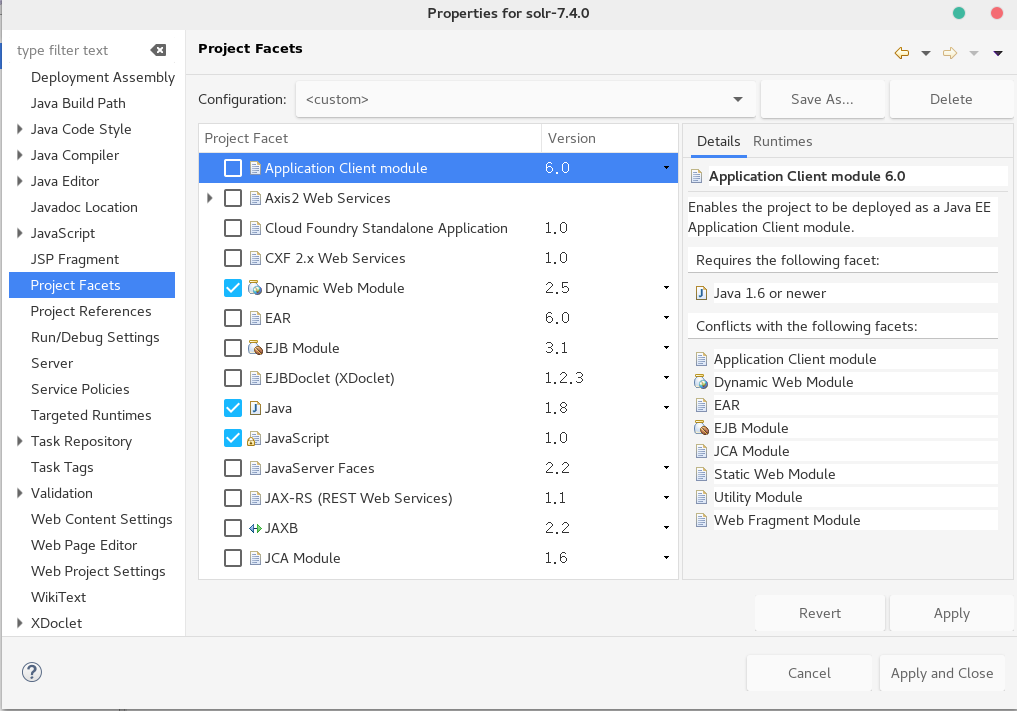 Properties for solr-7.4.0
type filter text
Deployment Assembly
Java Build Path
Java Code Style
Java Compiler
Java Editor
Javadoc Location
JavaScript
JSP Fragment
Project Facets
Project References
Run/Debug Settings
Server
Service Policies
Targeted Runtimes
Task Repository
Task Tags
Validation
Web Content Settings
Web Page Editor
Web Project Settings
WikiText
XDoclet
Project Facets
Configuration: <custom> Save As... Delete
Project Facet Version
Application Client module 6.0
Axis2 Web Services
Cloud Foundry Standalone Application 1.0
CXF 2.x Web Services 1.0
Dynamic Web Module 2.5
EAR 6.0
EJB Module 3.1
EJBDoclet (XDoclet) 1.2.3
Java 1.8
JavaScript 1.0
JavaServer Faces 2.2
JAX-RS (REST Web Services) 1.1
JAXB 2.2
JCA Module 1.6
Details Runtimes
Application Client module 6.0
Enables the project to be deployed as a Java EE
Application Client module.
Requires the following facet:
Java 1.6 or newer
Conflicts with the following facets:
Application Client module
Dynamic Web Module
EAR
EJB Module
JCA Module
Static Web Module
Utility Module
Web Fragment Module
Revert Apply
? Cancel Apply and Close